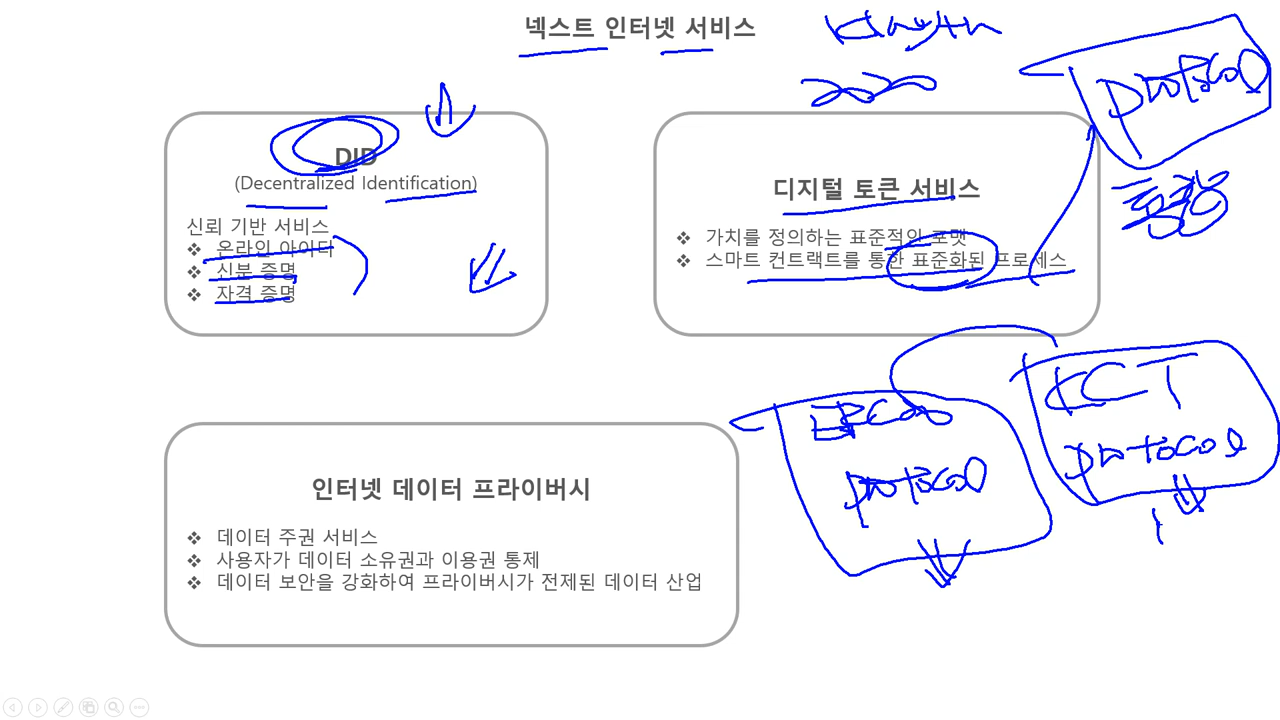 넥스트 인터넷 서비스
klaytn
2020
protocol
DID
(Decentralized Identification)
신뢰 기반 서비스
❖ 온라인 아이디
❖ 신분 증명
❖ 자격 증명
디지털 토큰 서비스
❖ 가치를 정의하는 표준적인 포맷
❖ 스마트 컨트랙트를 통한 표준화된 프로세스
KCT
protocol
ERC20
protocol
인터넷 데이터 프라이버시
❖ 데이터 주권 서비스
❖ 사용자가 데이터 소유권과 이용권 통제
❖ 데이터 보안을 강화하여 프라이버시가 전제된 데이터 산업